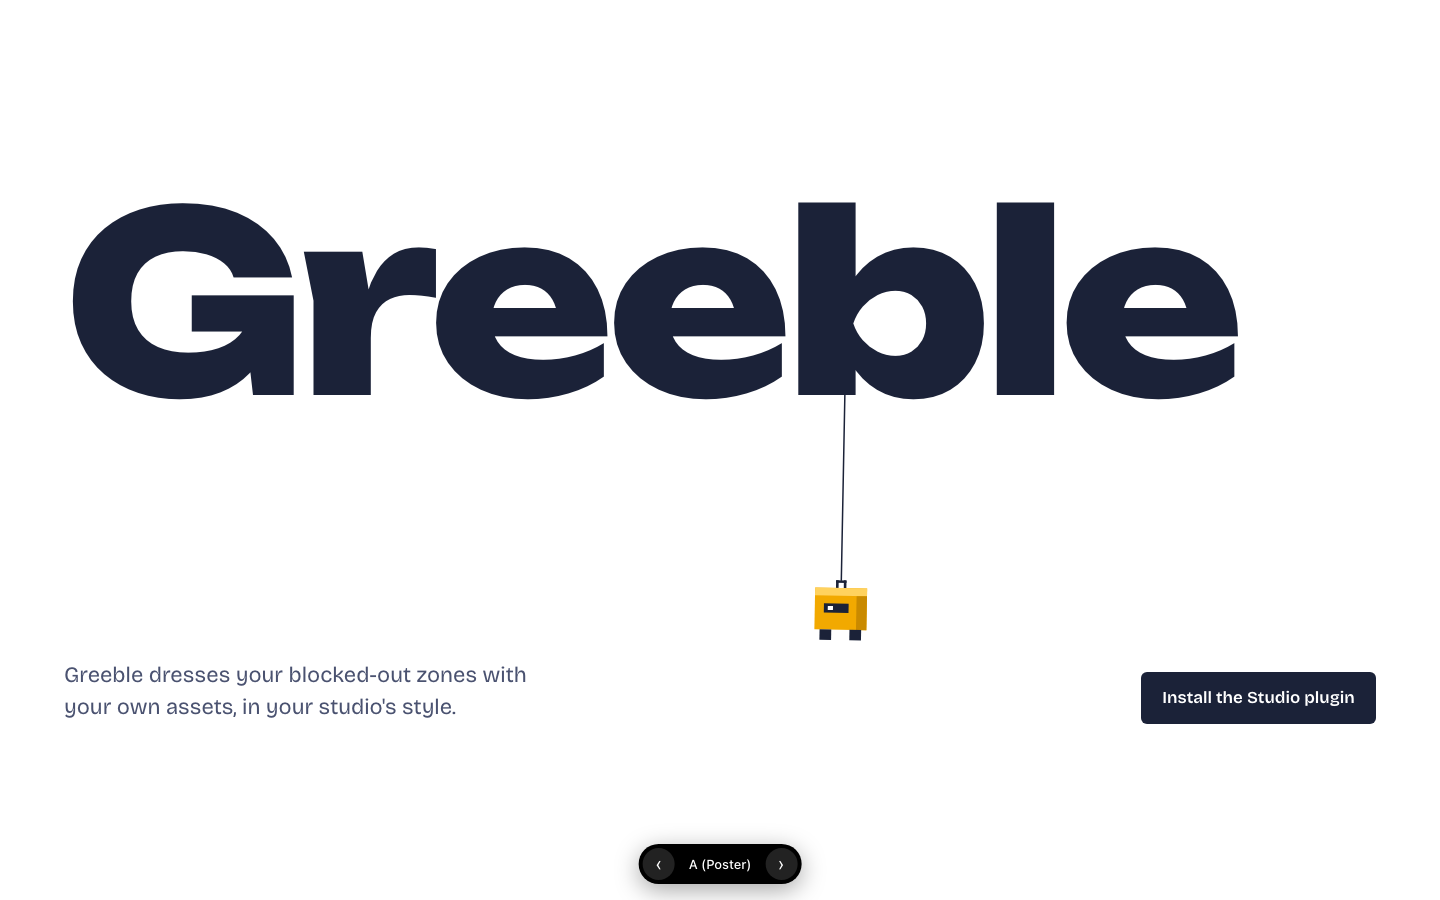 Greeble
Greeble dresses your blocked-out zones with
your own assets, in your studio's style.
Install the Studio plugin
‹ A (Poster) ›